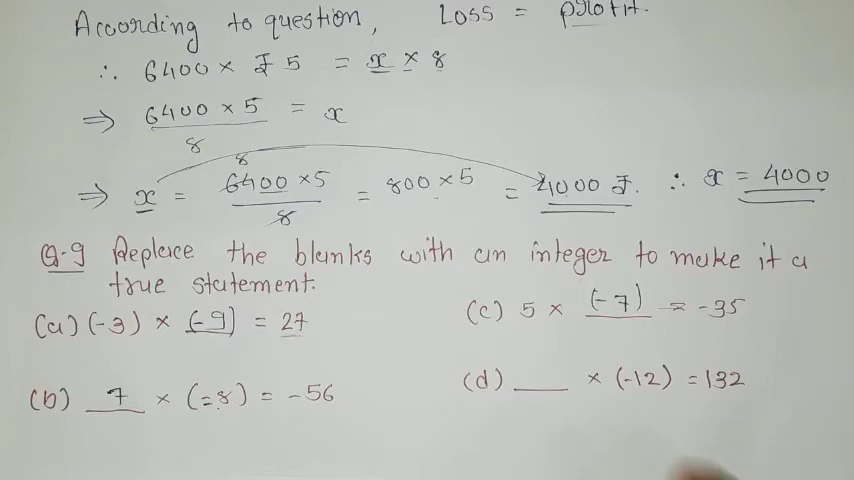 According to question, Loss = profit.
∴ 6400 × ₹ 5 = x × 8
⇒ 6400 × 5 / 8 = x
⇒ x = 6400 × 5 / 8 = 800 × 5 = 4000 ₹. ∴ x = 4000
8
Q-9 Replace the blanks with an integer to make it a
true statement.
(a) (-3) × (-9) = 27
(b) 7 × (-8) = -56
(c) 5 × (-7) = -35
(d) ___ × (-12) = 132